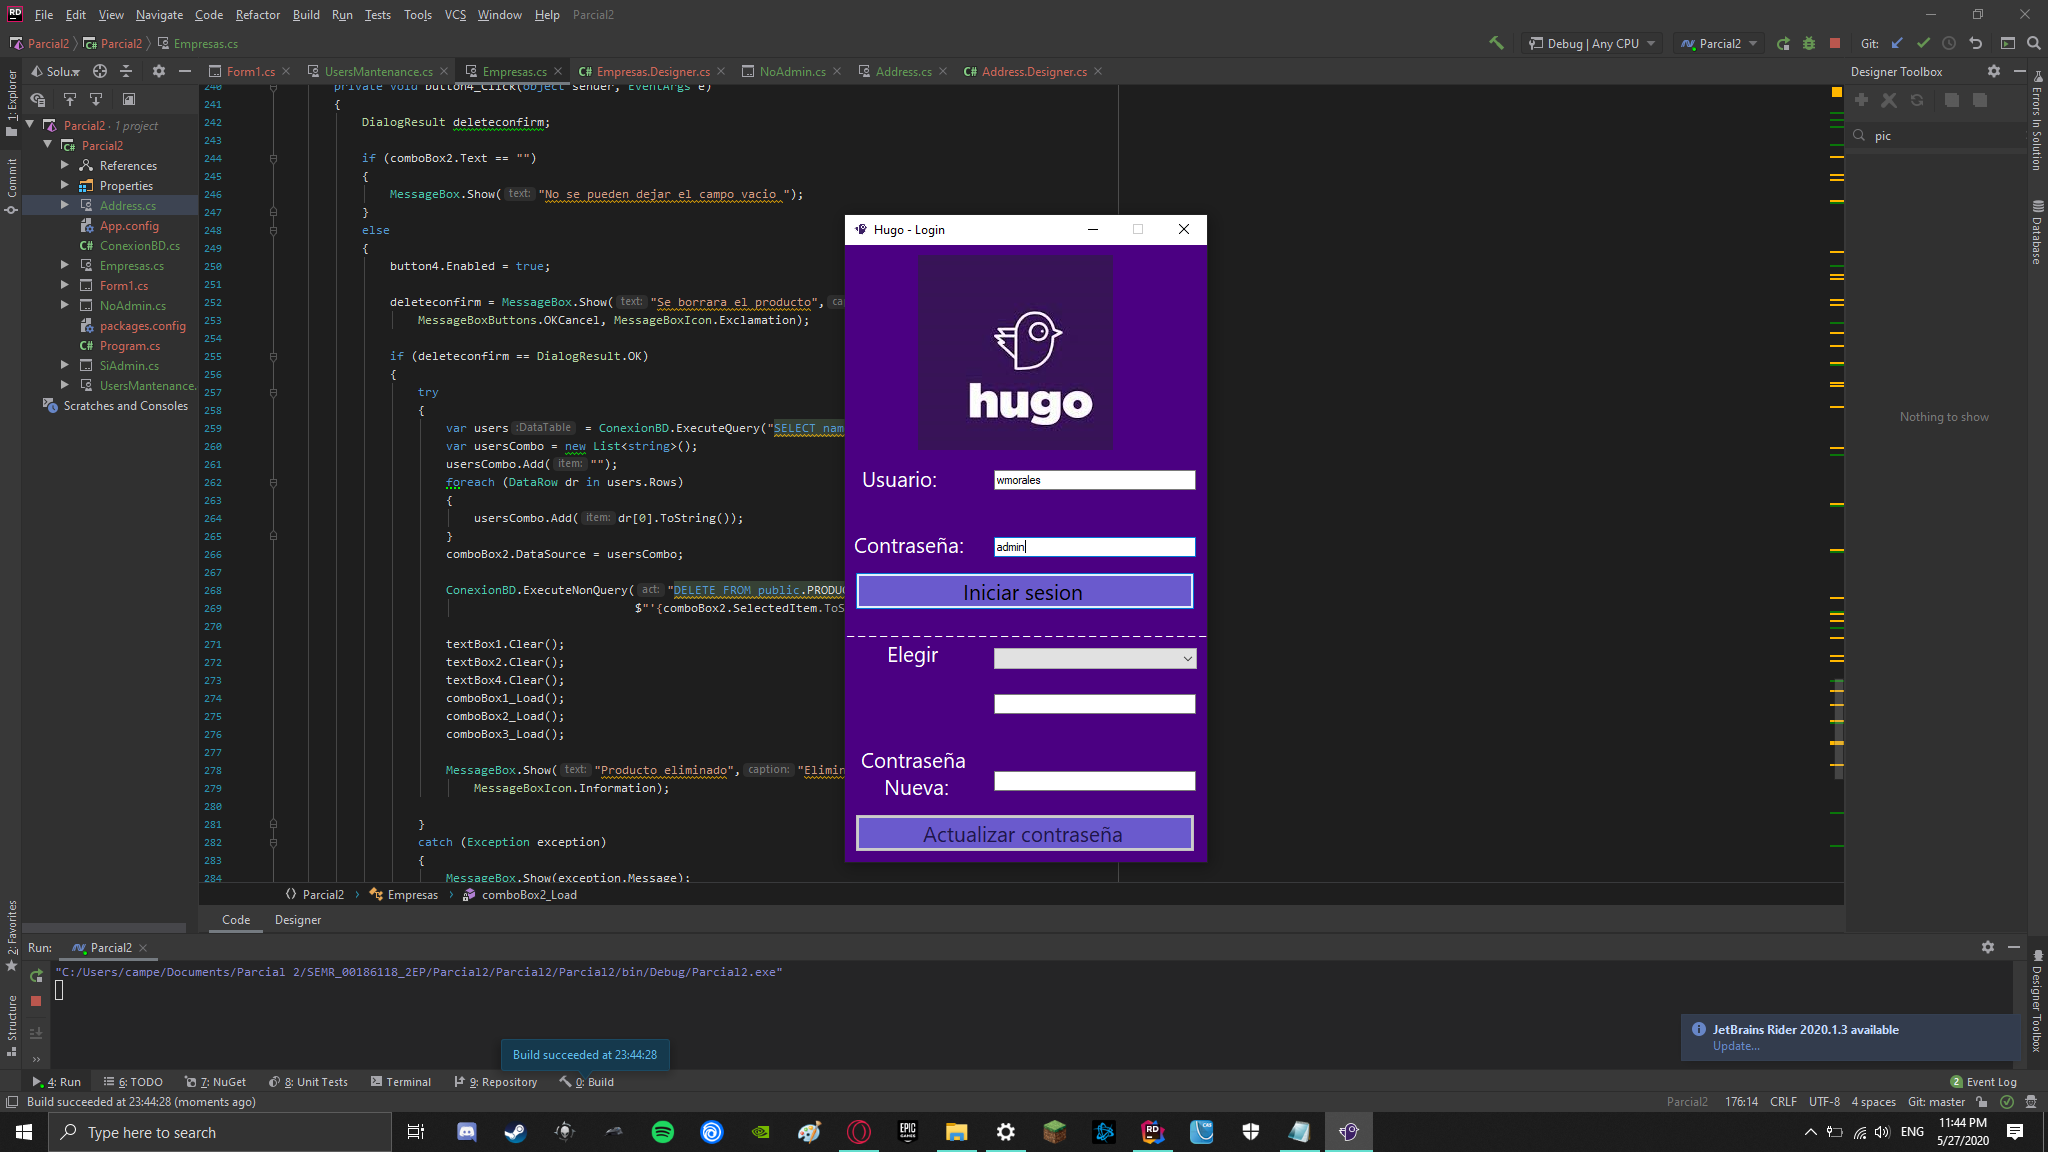 File Edit View Navigate Code Refactor Build Run Tests Tools VCS Window Help Parcial2
Parcial2 Parcial2 Empresas.cs
Debug | Any CPU Parcial2 Git:
1: Explorer
Commit
2: Favorites
Structure
Solu...
Form1.cs UsersMantenance.cs Empresas.cs C# Empresas.Designer.cs NoAdmin.cs Address.cs C# Address.Designer.cs
Parcial2 · 1 project
Parcial2
References
Properties
Address.cs
App.config
C# ConexionBD.cs
Empresas.cs
Form1.cs
NoAdmin.cs
packages.config
C# Program.cs
SiAdmin.cs
UsersMantenance.
Scratches and Consoles
240 private void button4_Click(object sender, EventArgs e)
241 {
242 DialogResult deleteconfirm;
243
244 if (comboBox2.Text == "")
245 {
246 MessageBox.Show( text: "No se pueden dejar el campo vacio ");
247 }
248 else
249 {
250 button4.Enabled = true;
251
252 deleteconfirm = MessageBox.Show( text: "Se borrara el producto", ca
253 MessageBoxButtons.OKCancel, MessageBoxIcon.Exclamation);
254
255 if (deleteconfirm == DialogResult.OK)
256 {
257 try
258 {
259 var users :DataTable = ConexionBD.ExecuteQuery("SELECT nam
260 var usersCombo = new List<string>();
261 usersCombo.Add( item: "");
262 foreach (DataRow dr in users.Rows)
263 {
264 usersCombo.Add( item: dr[0].ToString());
265 }
266 comboBox2.DataSource = usersCombo;
267
268 ConexionBD.ExecuteNonQuery( act: "DELETE FROM public.PRODUC
269 $"'{comboBox2.SelectedItem.ToS
270
271 textBox1.Clear();
272 textBox2.Clear();
273 textBox4.Clear();
274 comboBox1_Load();
275 comboBox2_Load();
276 comboBox3_Load();
277
278 MessageBox.Show( text: "Producto eliminado", caption: "Elimin
279 MessageBoxIcon.Information);
280
281 }
282 catch (Exception exception)
283 {
284 MessageBox.Show(exception.Message);
Parcial2 Empresas comboBox2_Load
Code Designer
Hugo - Login
hugo
Usuario: wmorales
Contraseña: admin
Iniciar sesion
Elegir
Contraseña
Nueva:
Actualizar contraseña
Designer Toolbox
pic
Nothing to show
Errors In Solution
Database
Designer Toolbox
Run: Parcial2
"C:/Users/campe/Documents/Parcial 2/SEMR_00186118_2EP/Parcial2/Parcial2/Parcial2/bin/Debug/Parcial2.exe"
Build succeeded at 23:44:28
JetBrains Rider 2020.1.3 available
Update...
4: Run 6: TODO 7: NuGet 8: Unit Tests Terminal 9: Repository 0: Build 2 Event Log
Build succeeded at 23:44:28 (moments ago) Parcial2 176:14 CRLF UTF-8 4 spaces Git: master
Type here to search
EPIC GAMES
RD
ENG
11:44 PM
5/27/2020